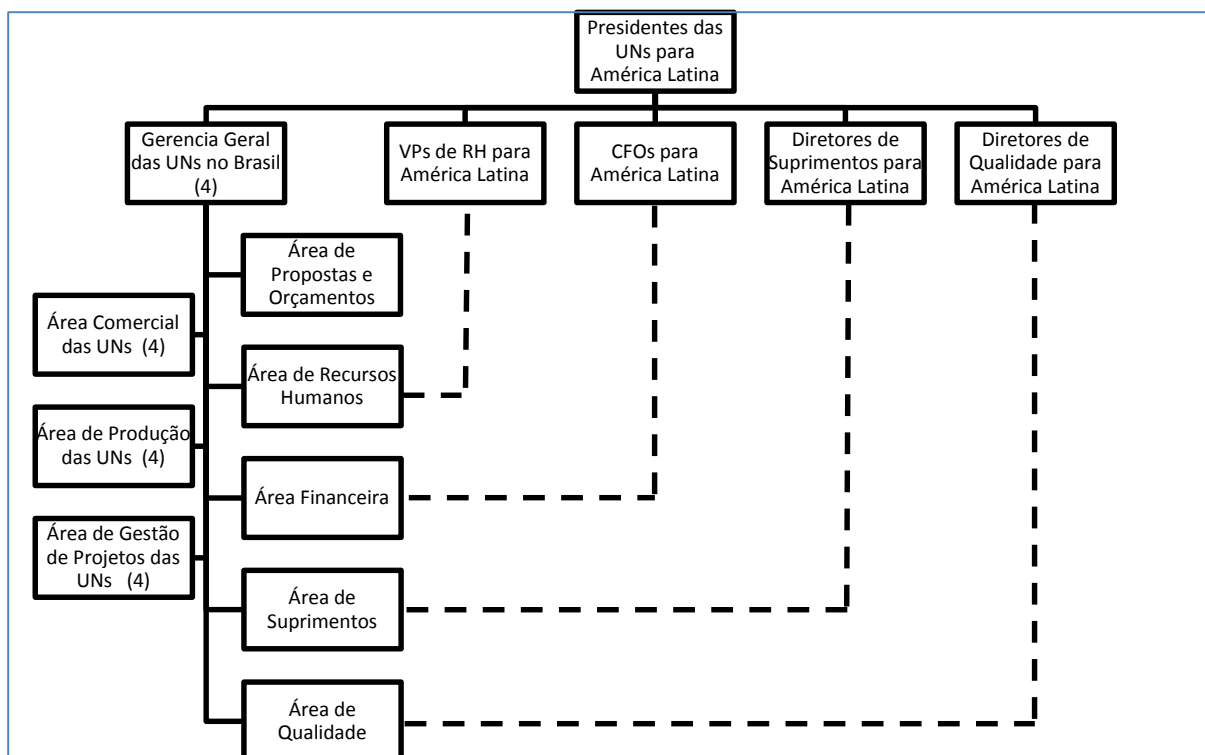 Presidentes das
UNs para
América Latina
Gerencia Geral
das UNs no Brasil
(4)
VPs de RH para
América Latina
CFOs para
América Latina
Diretores de
Suprimentos para
América Latina
Diretores de
Qualidade para
América Latina
Área de
Propostas e
Orçamentos
Área Comercial
das UNs (4)
Área de Recursos
Humanos
Área de Produção
das UNs (4)
Área Financeira
Área de Gestão
de Projetos das
UNs (4)
Área de
Suprimentos
Área de
Qualidade